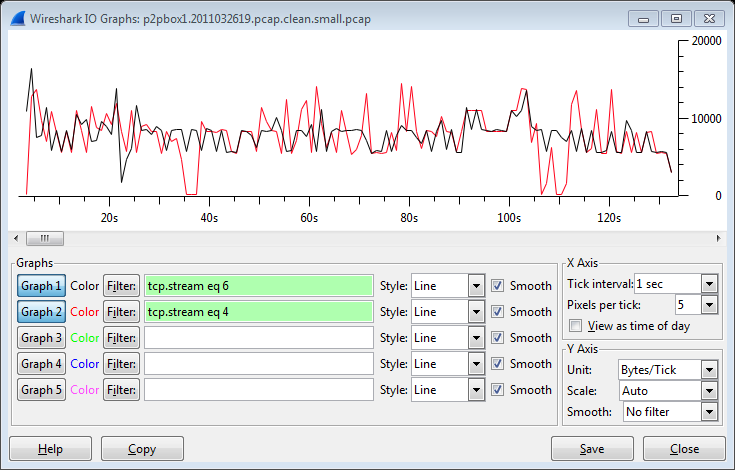 Wireshark IO Graphs: p2pbox1.2011032619.pcap.clean.small.pcap
20000
10000
0
20s 40s 60s 80s 100s 120s
Graphs
Graph 1 Color Filter: tcp.stream eq 6 Style: Line Smooth
Graph 2 Color Filter: tcp.stream eq 4 Style: Line Smooth
Graph 3 Color Filter: Style: Line Smooth
Graph 4 Color Filter: Style: Line Smooth
Graph 5 Color Filter: Style: Line Smooth
X Axis
Tick interval: 1 sec
Pixels per tick: 5
View as time of day
Y Axis
Unit: Bytes/Tick
Scale: Auto
Smooth: No filter
Help Copy Save Close